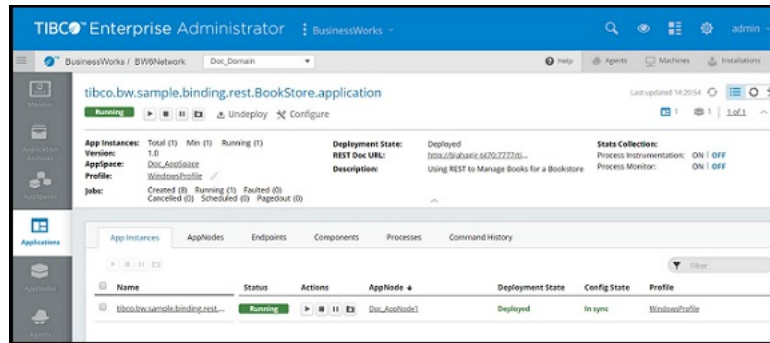 TIBCO™ Enterprise Administrator BusinessWorks admin
BusinessWorks / BW6Network Doc_Domain Help Agents Machines Installations
tibco.bw.sample.binding.rest.BookStore.application Last updated 14:20:54
Running Undeploy Configure 1 1 1 of 1
App Instances: Total (1) Min (1) Running (1) Deployment State: Deployed Stats Collection:
Version: 1.0 REST Doc URL: Process Instrumentation: ON | OFF
AppSpace: Doc_AppSpace Description: Using REST to Manage Books for a Bookstore Process Monitor: ON | OFF
Profile: WindowsProfile
Jobs: Created (8) Running (1) Faulted (0)
Cancelled (0) Scheduled (0) Pagedout (0)
Monitor
Application Archives
AppSpaces
Applications
AppNodes
Agents
App Instances AppNodes Endpoints Components Processes Command History
Filter
Name Status Actions AppNode Deployment State Config State Profile
tibco.bw.sample.binding.rest.... Running Doc_AppNode1 Deployed In sync WindowsProfile